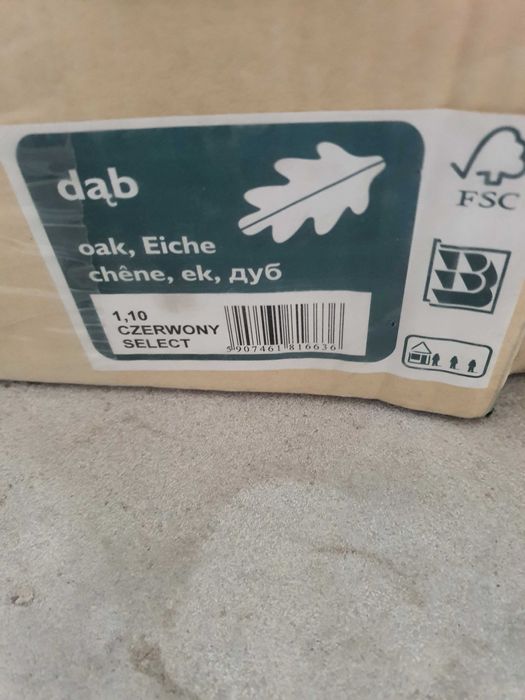 dąb
oak, Eiche
chêne, ek, дуб
1,10
CZERWONY
SELECT
5907461816636
FSC